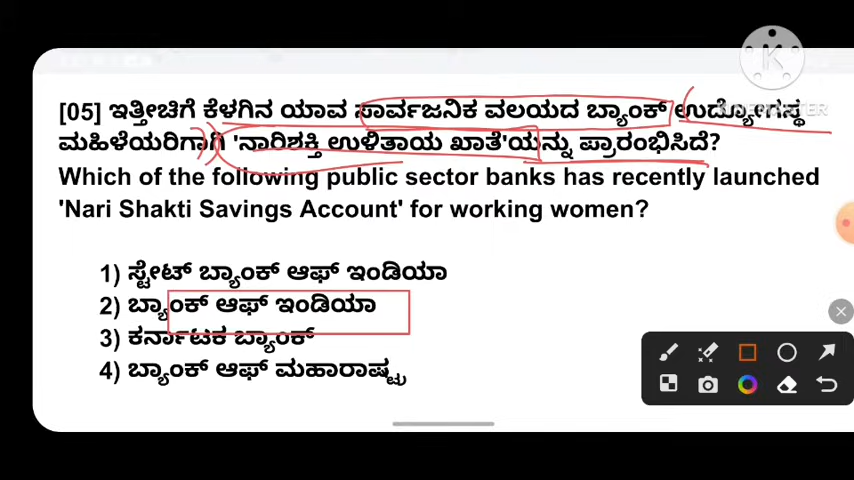 [05] ಇತ್ತೀಚಿಗೆ ಕೆಳಗಿನ ಯಾವ ಸಾರ್ವಜನಿಕ ವಲಯದ ಬ್ಯಾಂಕ್ ಉದ್ಯೋಗಸ್ಥ
ಮಹಿಳೆಯರಿಗಾಗಿ 'ನಾರಿಶಕ್ತಿ ಉಳಿತಾಯ ಖಾತೆ'ಯನ್ನು ಪ್ರಾರಂಭಿಸಿದೆ?
Which of the following public sector banks has recently launched
'Nari Shakti Savings Account' for working women?
1) ಸ್ಟೇಟ್ ಬ್ಯಾಂಕ್ ಆಫ್ ಇಂಡಿಯಾ
2) ಬ್ಯಾಂಕ್ ಆಫ್ ಇಂಡಿಯಾ
3) ಕರ್ನಾಟಕ ಬ್ಯಾಂಕ್
4) ಬ್ಯಾಂಕ್ ಆಫ್ ಮಹಾರಾಷ್ಟ್ರ